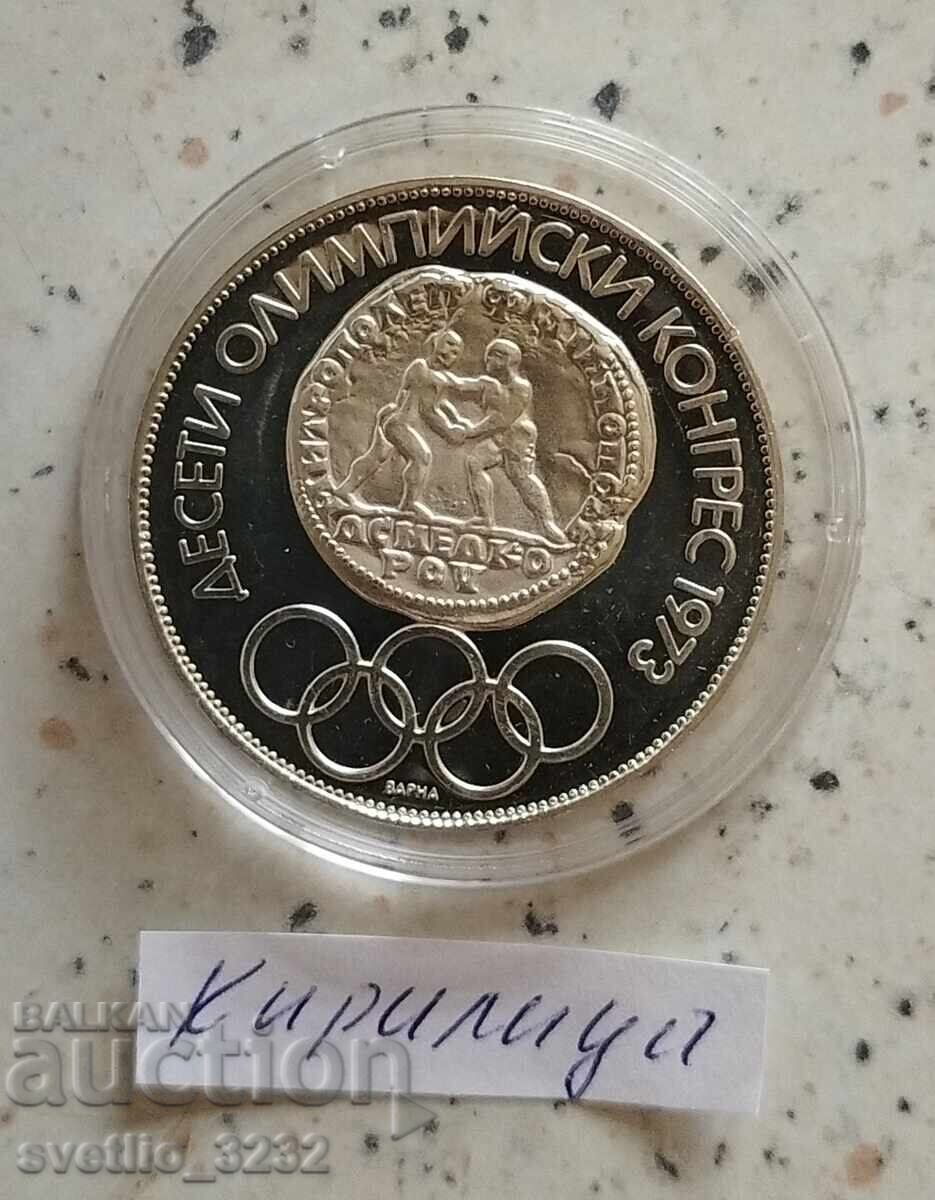 ДЕСЕТИ ОЛИМПИЙСКИ КОНГРЕС 1973
ВАРНА
Кирилица
BALKAN
auction
svetlio_3232